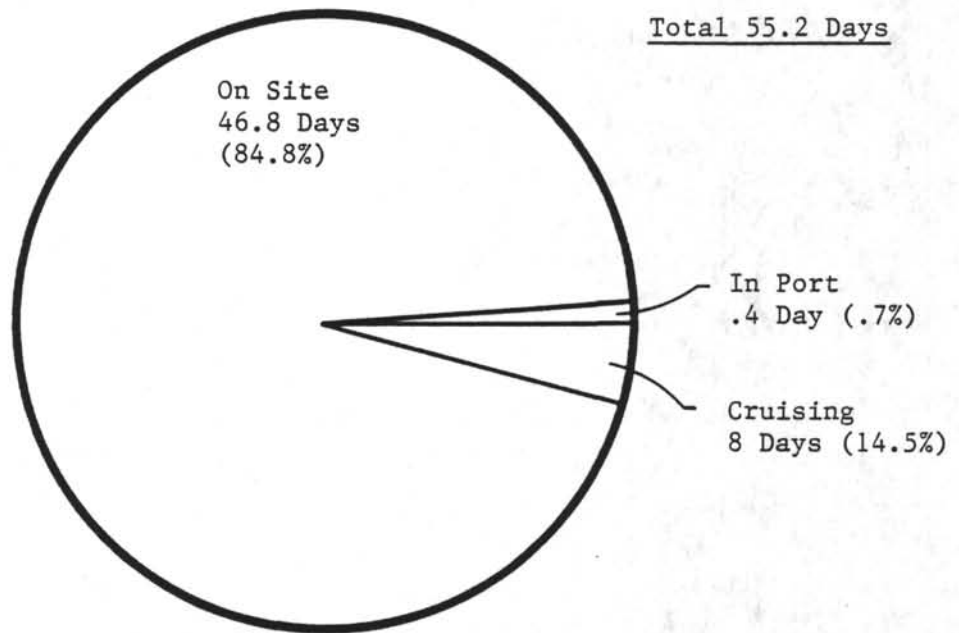 Total 55.2 Days
On Site
46.8 Days
(84.8%)
In Port
.4 Day (.7%)
Cruising
8 Days (14.5%)